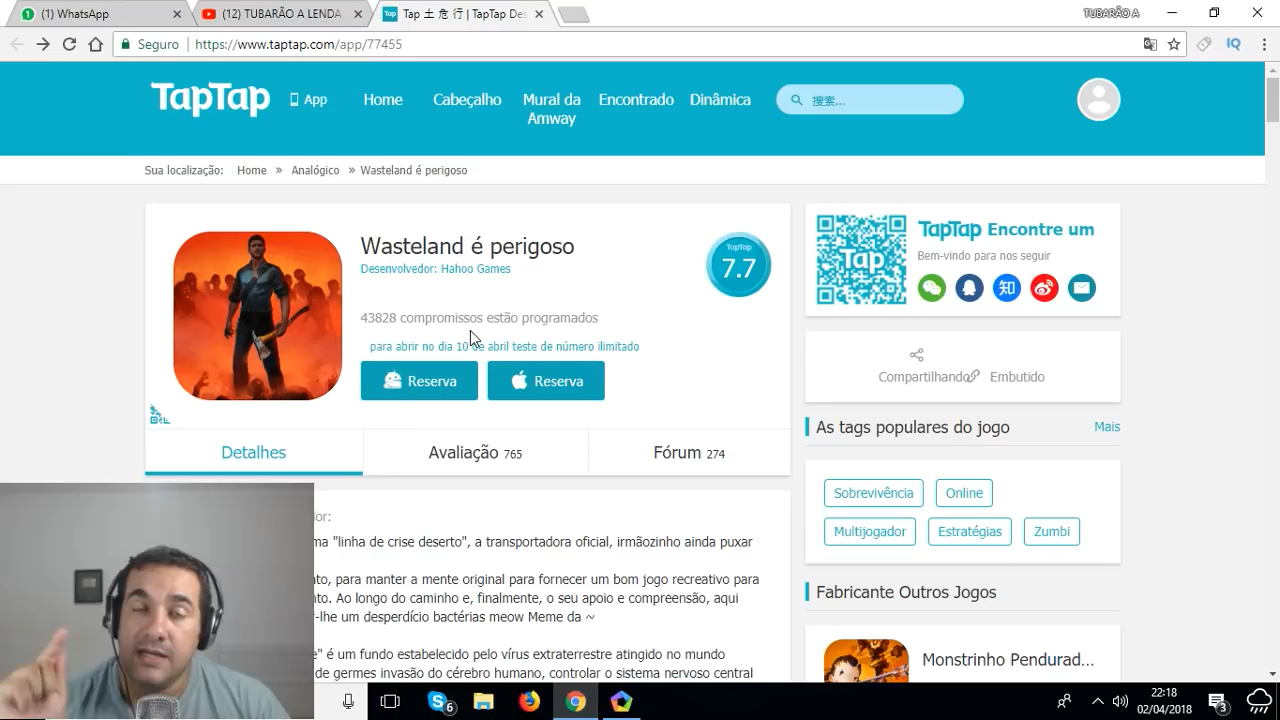 (1) WhatsApp
(12) TUBARÃO A LENDA
Tap 土 危 行 | TapTap Des
TUBARÃO A
Seguro
https://www.taptap.com/app/77455
TapTap
App
Home
Cabeçalho
Mural da
Amway
Encontrado
Dinâmica
搜索...
Sua localização: Home » Analógico » Wasteland é perigoso
Wasteland é perigoso
Desenvolvedor: Hahoo Games
TapTap
7.7
43828 compromissos estão programados
para abrir no dia 10 de abril teste de número ilimitado
Reserva
Reserva
Detalhes
Avaliação 765
Fórum 274
or:
ma "linha de crise deserto", a transportadora oficial, irmãozinho ainda puxar
nto, para manter a mente original para fornecer um bom jogo recreativo para
nto. Ao longo do caminho e, finalmente, o seu apoio e compreensão, aqui
r-lhe um desperdício bactérias meow Meme da ~
e" é um fundo estabelecido pelo vírus extraterrestre atingido no mundo
de germes invasão do cérebro humano, controlar o sistema nervoso central
Tap
TapTap Encontre um
Bem-vindo para nos seguir
知
Compartilhando
Embutido
As tags populares do jogo
Mais
Sobrevivência
Online
Multijogador
Estratégias
Zumbi
Fabricante Outros Jogos
Monstrinho Pendurad...
6
22:18
02/04/2018
3